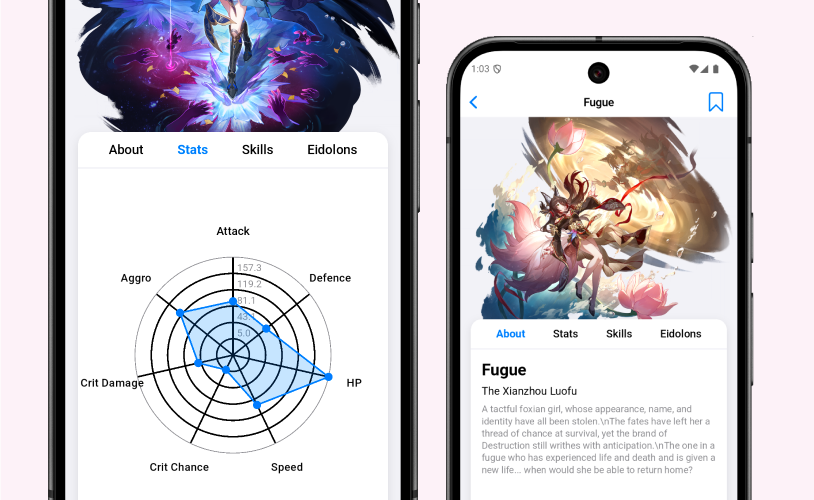 About Stats Skills Eidolons
Attack
Aggro
Defence
157.3
119.2
81.1
43.1
5.0
Crit Damage
HP
Crit Chance
Speed
1:03
Fugue
About Stats Skills Eidolons
Fugue
The Xianzhou Luofu
A tactful foxian girl, whose appearance, name, and
identity have all been stolen.\nThe fates have left her a
thread of chance at survival, yet the brand of
Destruction still writhes with anticipation.\nThe one in a
fugue who has experienced life and death and is given a
new life... when would she be able to return home?